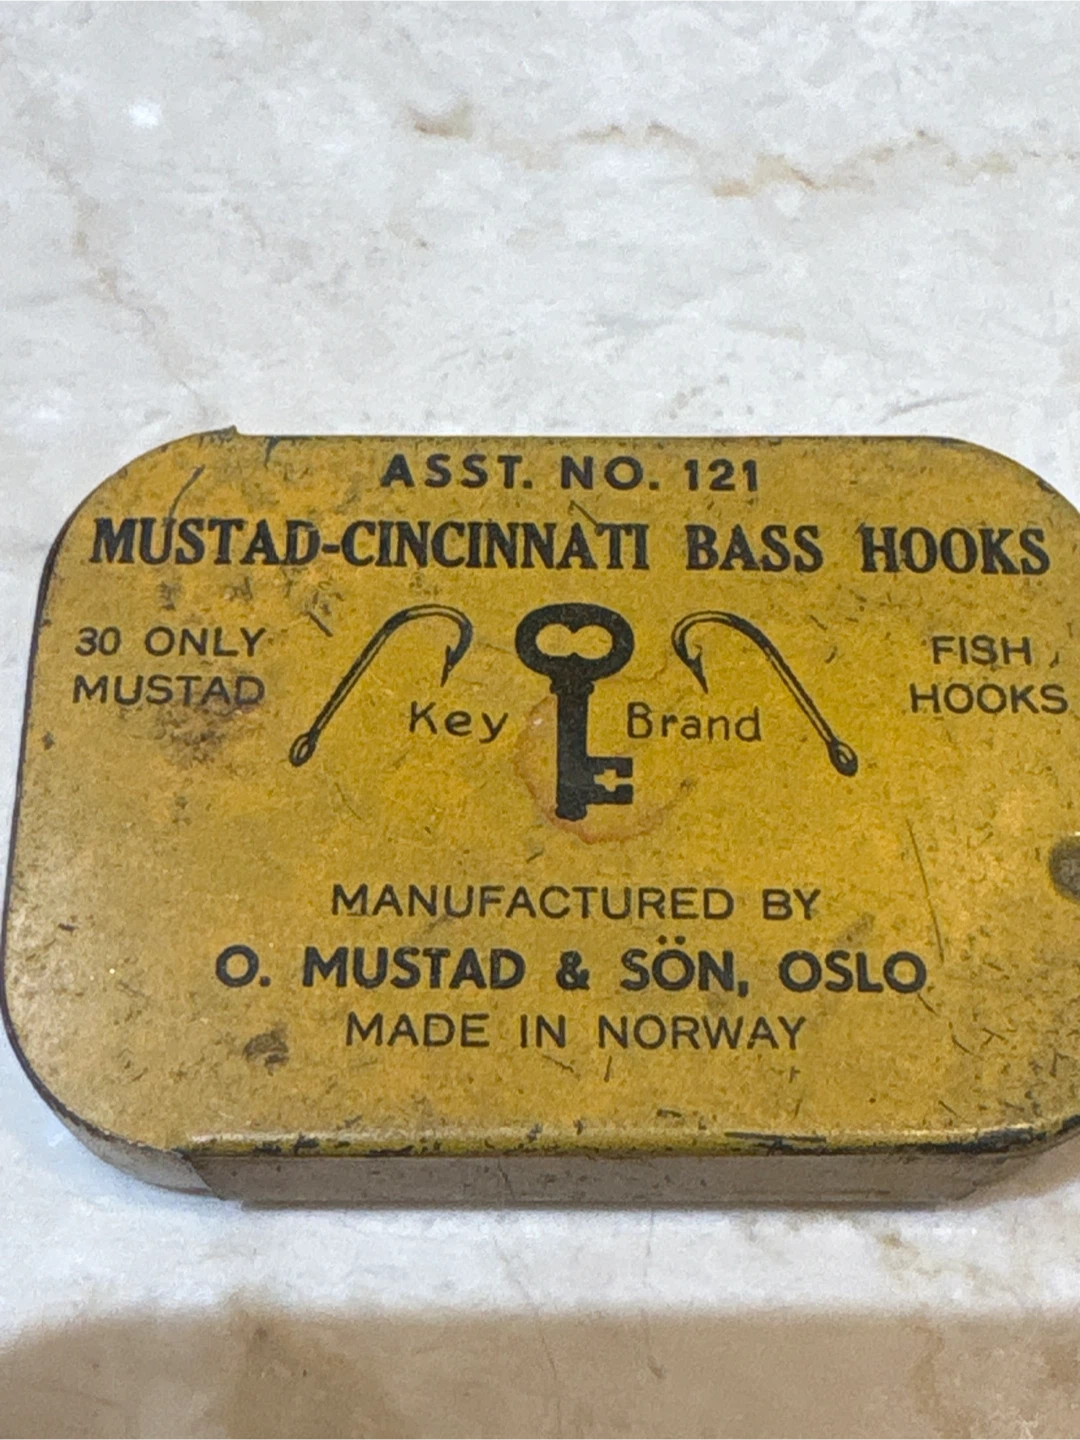 ASST. NO. 121
MUSTAD-CINCINNATI BASS HOOKS
30 ONLY
MUSTAD
Key Brand
FISH
HOOKS
MANUFACTURED BY
O. MUSTAD & SÖN, OSLO
MADE IN NORWAY